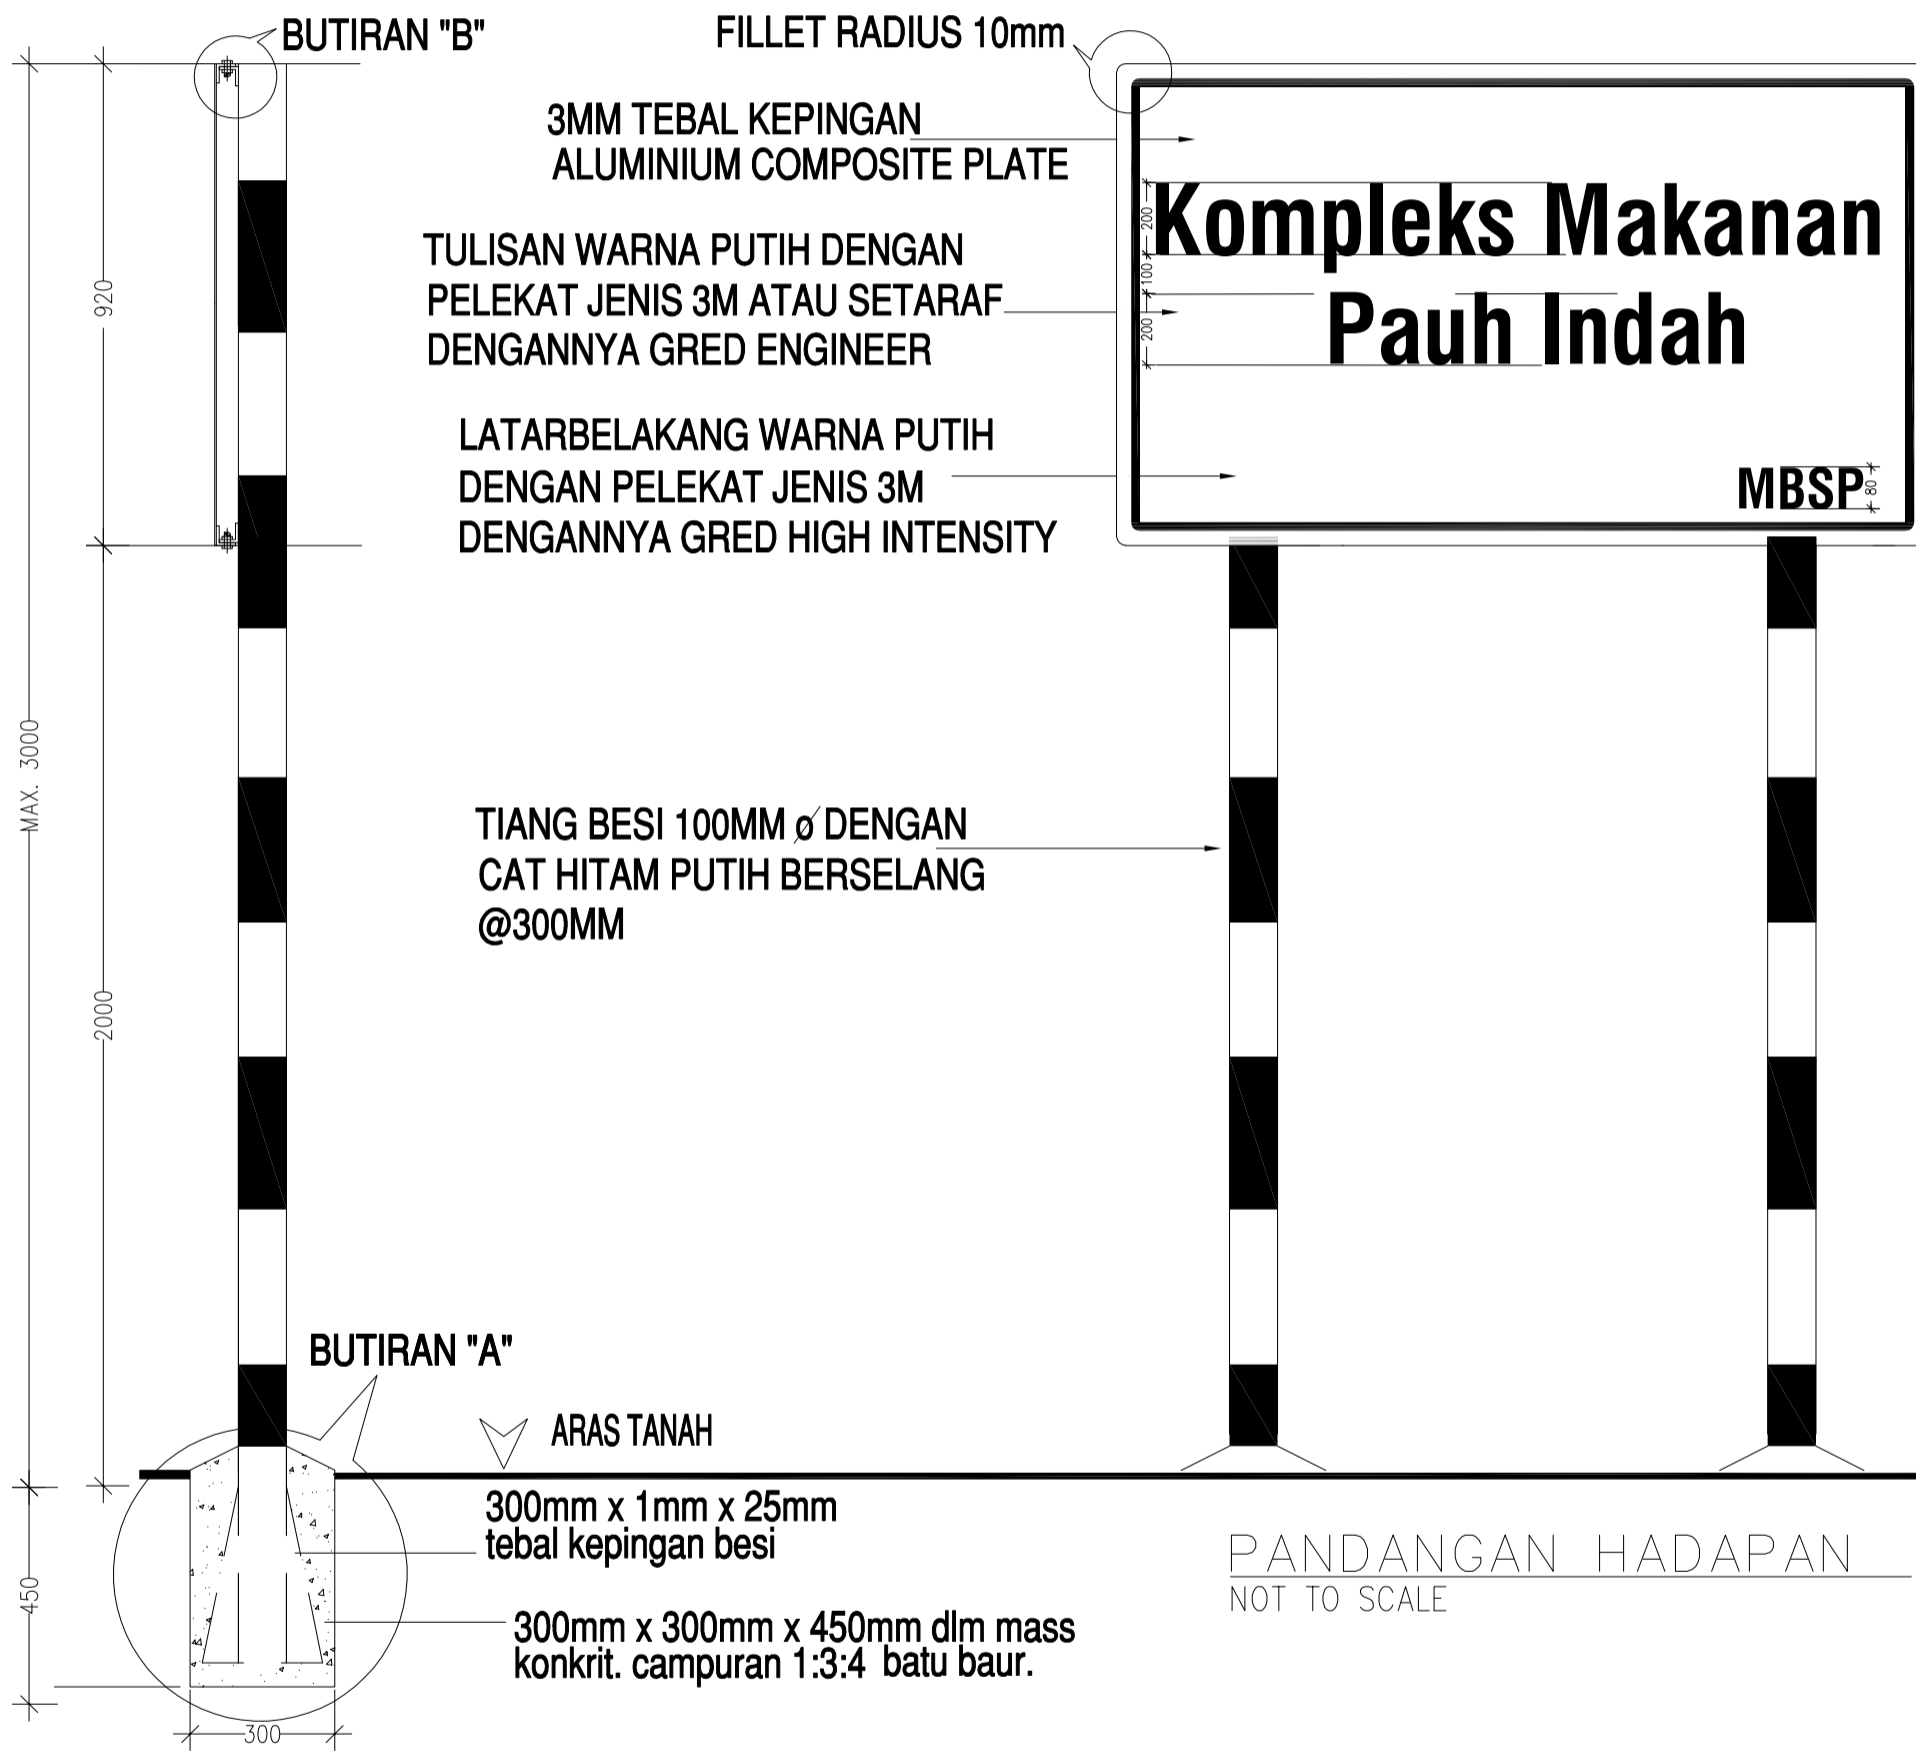 BUTIRAN "B"
FILLET RADIUS 10mm
3MM TEBAL KEPINGAN
ALUMINIUM COMPOSITE PLATE
TULISAN WARNA PUTIH DENGAN
PELEKAT JENIS 3M ATAU SETARAF
DENGANNYA GRED ENGINEER
LATARBELAKANG WARNA PUTIH
DENGAN PELEKAT JENIS 3M
DENGANNYA GRED HIGH INTENSITY
Kompleks Makanan
Pauh Indah
MBSP
200
100
200
80
920
MAX. 3000
2000
TIANG BESI 100MM ø DENGAN
CAT HITAM PUTIH BERSELANG
@300MM
BUTIRAN "A"
ARAS TANAH
300mm x 1mm x 25mm
tebal kepingan besi
300mm x 300mm x 450mm dlm mass
konkrit. campuran 1:3:4 batu baur.
450
300
PANDANGAN HADAPAN
NOT TO SCALE